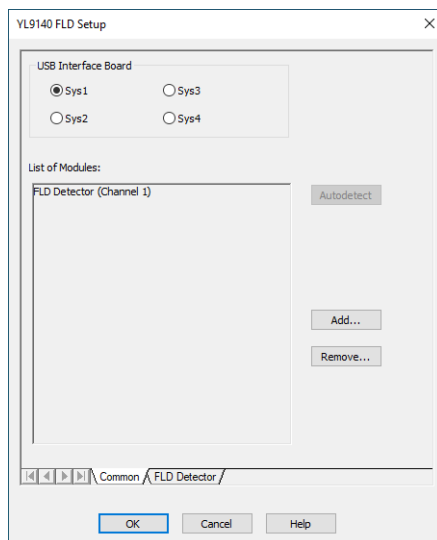 YL9140 FLD Setup
USB Interface Board
Sys1
Sys3
Sys2
Sys4
List of Modules:
FLD Detector (Channel 1)
Autodetect
Add...
Remove...
Common
FLD Detector
OK
Cancel
Help